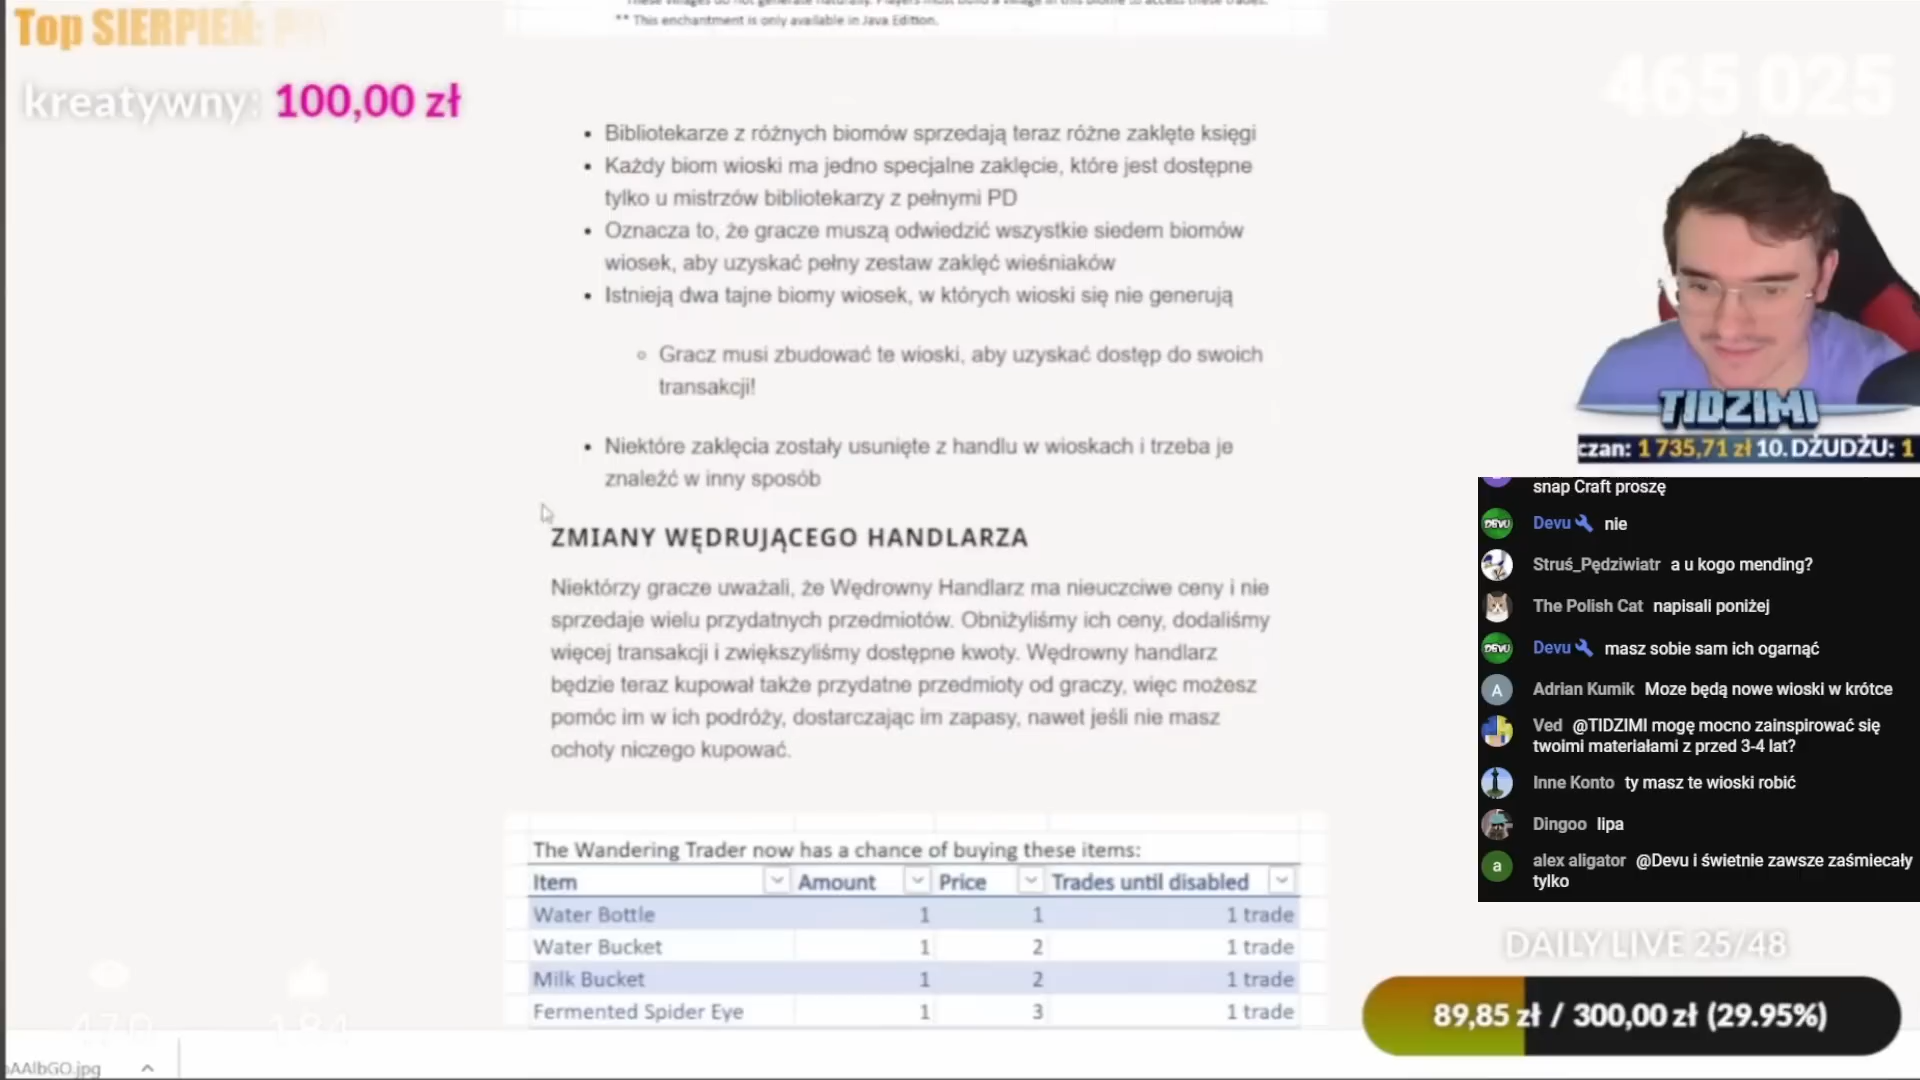 Top SIERPIEŃ:
** This enchantment is only available in Java Edition.
kreatywny: 100,00 zł
465 025
• Bibliotekarze z różnych biomów sprzedają teraz różne zaklęte księgi
• Każdy biom wioski ma jedno specjalne zaklęcie, które jest dostępne
tylko u mistrzów bibliotekarzy z pełnymi PD
• Oznacza to, że gracze muszą odwiedzić wszystkie siedem biomów
wiosek, aby uzyskać pełny zestaw zaklęć wieśniaków
• Istnieją dwa tajne biomy wiosek, w których wioski się nie generują
Gracz musi zbudować te wioski, aby uzyskać dostęp do swoich
transakcji!
• Niektóre zaklęcia zostały usunięte z handlu w wioskach i trzeba je
znaleźć w inny sposób
ZMIANY WĘDRUJĄCEGO HANDLARZA
Niektórzy gracze uważali, że Wędrowny Handlarz ma nieuczciwe ceny i nie
sprzedaje wielu przydatnych przedmiotów. Obniżyliśmy ich ceny, dodaliśmy
więcej transakcji i zwiększyliśmy dostępne kwoty. Wędrowny handlarz
będzie teraz kupował także przydatne przedmioty od graczy, więc możesz
pomóc im w ich podróży, dostarczając im zapasy, nawet jeśli nie masz
ochoty niczego kupować.
The Wandering Trader now has a chance of buying these items:
Item Amount Price Trades until disabled
Water Bottle 1 1 1 trade
Water Bucket 1 2 1 trade
Milk Bucket 1 2 1 trade
Fermented Spider Eye 1 3 1 trade
TIDZIMI
czan: 1 735,71 zł 10. DŻUDŻU: 1
snap Craft proszę
Devu nie
Struś_Pędziwiatr a u kogo mending?
The Polish Cat napisali poniżej
Devu masz sobie sam ich ogarnąć
Adrian Kumik Moze będą nowe wioski w krótce
Ved @TIDZIMI mogę mocno zainspirować się
twoimi materiałami z przed 3-4 lat?
Inne Konto ty masz te wioski robić
Dingoo lipa
alex aligator @Devu i świetnie zawsze zaśmiecały
tylko
DAILY LIVE 25/48
89,85 zł / 300,00 zł (29.95%)
470 184
AAlbGO.jpg